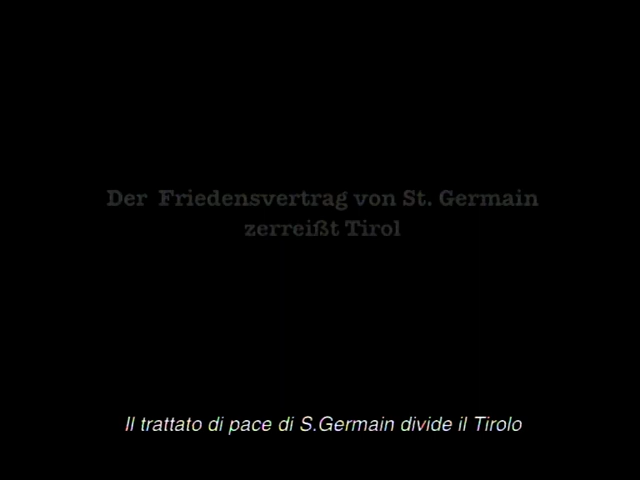 Der Friedensvertrag von St. Germain
zerreißt Tirol
Il trattato di pace di S.Germain divide il Tirolo